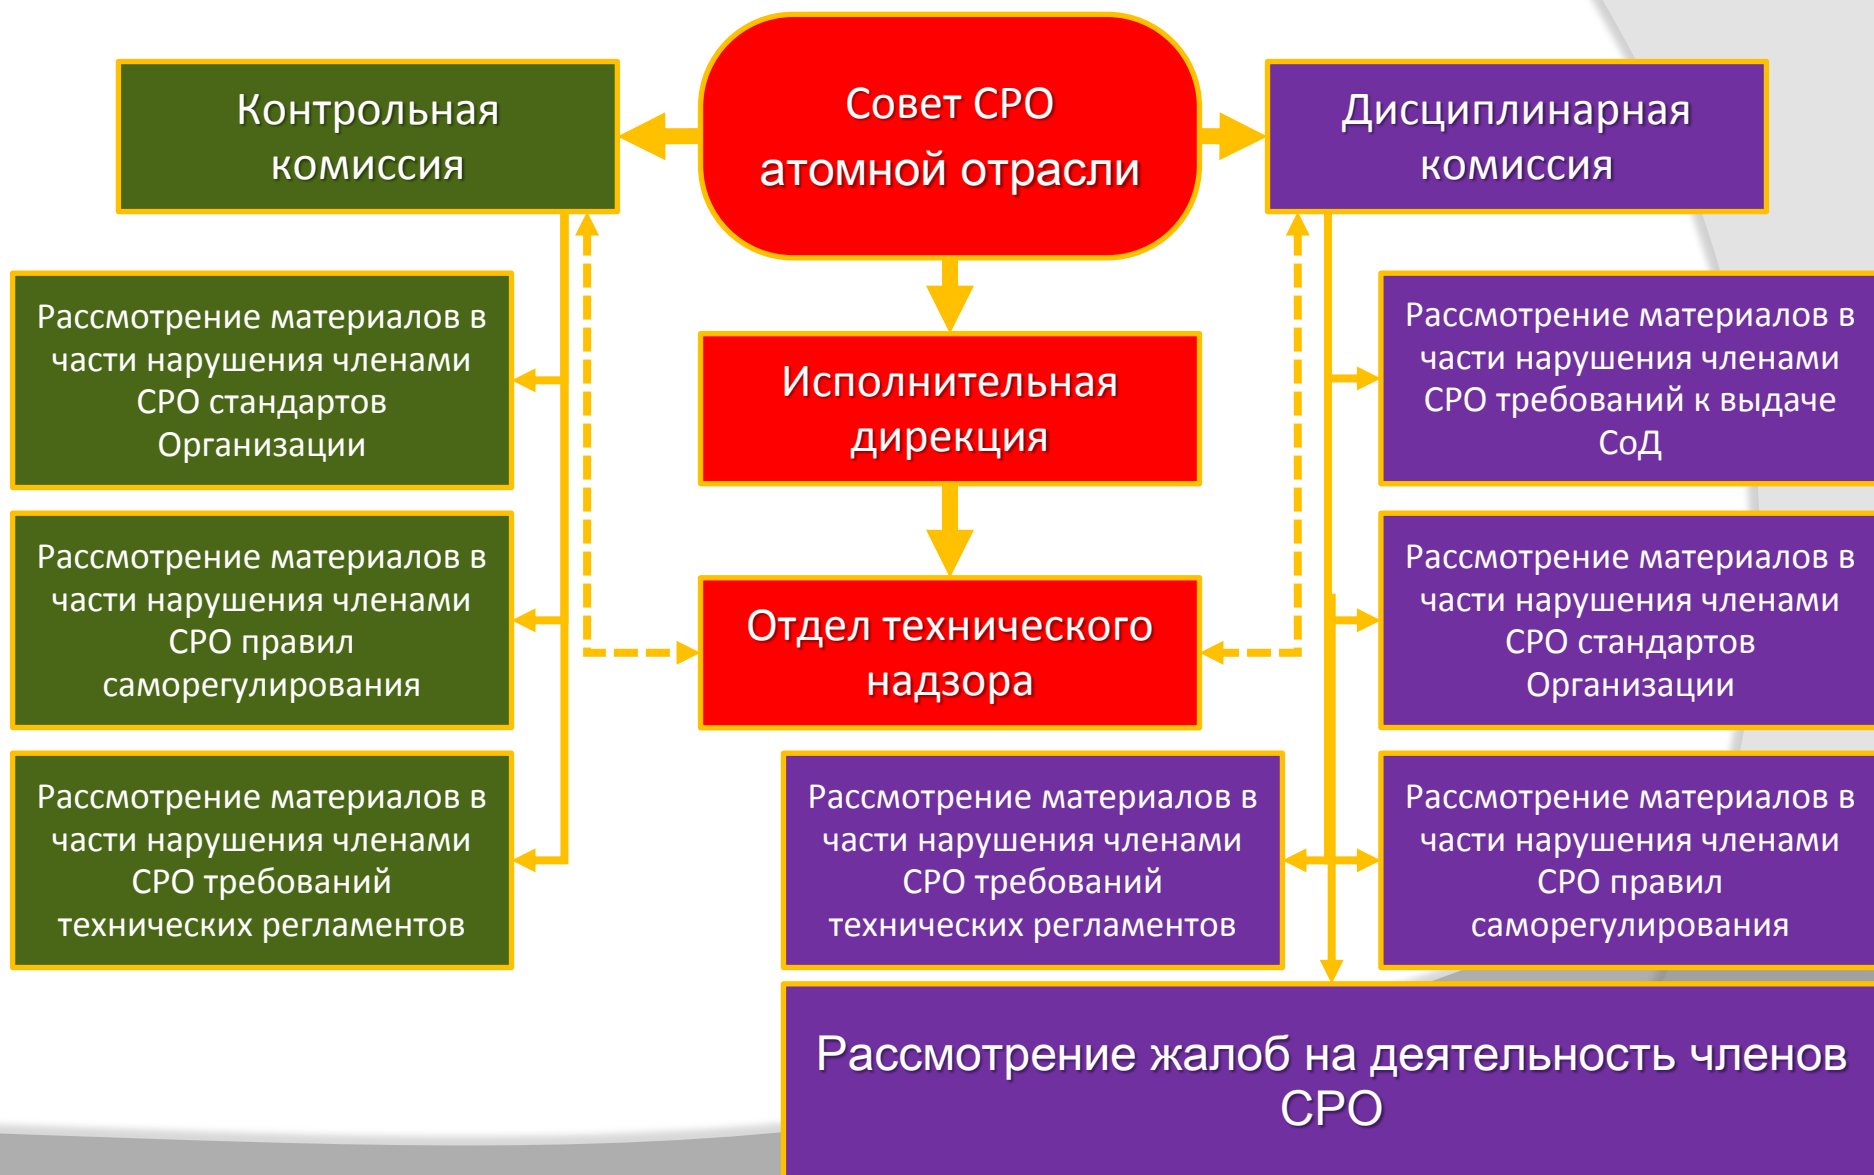 Контрольная
комиссия
Совет СРО
атомной отрасли
Дисциплинарная
комиссия
Рассмотрение материалов в
части нарушения членами
СРО стандартов
Организации
Исполнительная
дирекция
Рассмотрение материалов в
части нарушения членами
СРО требований к выдаче
СоД
Рассмотрение материалов в
части нарушения членами
СРО правил
саморегулирования
Отдел технического
надзора
Рассмотрение материалов в
части нарушения членами
СРО стандартов
Организации
Рассмотрение материалов в
части нарушения членами
СРО требований
технических регламентов
Рассмотрение материалов в
части нарушения членами
СРО требований
технических регламентов
Рассмотрение материалов в
части нарушения членами
СРО правил
саморегулирования
Рассмотрение жалоб на деятельность членов
СРО